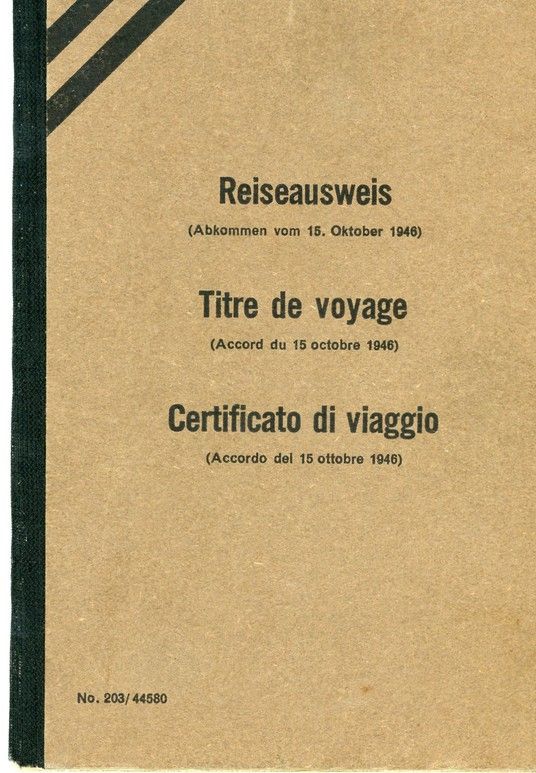 Reiseausweis
(Abkommen vom 15. Oktober 1946)
Titre de voyage
(Accord du 15 octobre 1946)
Certificato di viaggio
(Accordo del 15 ottobre 1946)
No. 203/44580